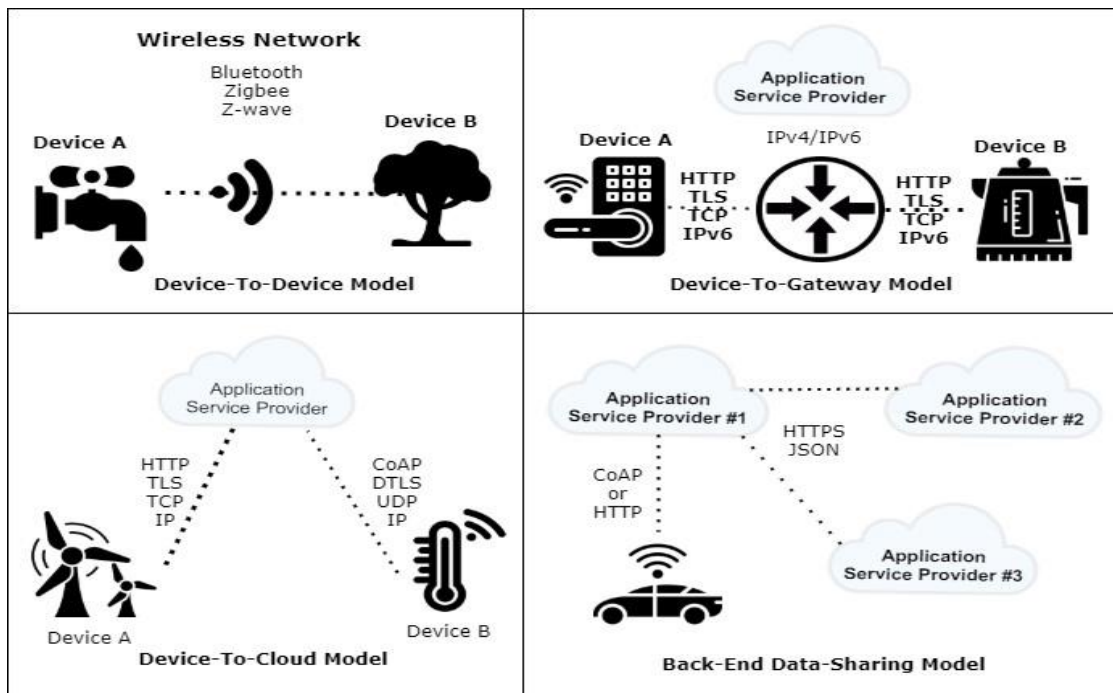 Wireless Network
Bluetooth
Zigbee
Z-wave
Device A
Device B
Device-To-Device Model
Application
Service Provider
IPv4/IPv6
Device A
Device B
HTTP
TLS
TCP
IPv6
HTTP
TLS
TCP
IPv6
Device-To-Gateway Model
Application
Service Provider
HTTP
TLS
TCP
IP
CoAP
DTLS
UDP
IP
Device A
Device B
Device-To-Cloud Model
Application
Service Provider #1
Application
Service Provider #2
HTTPS
JSON
CoAP
or
HTTP
Application
Service Provider #3
Back-End Data-Sharing Model